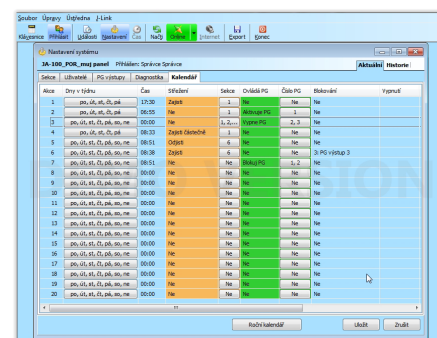 Soubor Úpravy Ústředna J-Link
Klávesnice Přihlásit Události Nastavení Čas Načti Online Internet Export Konec
Nastavení systému
JA-100_POR_muj panel Přihlášen: Správce Správce Aktuální Historie
Sekce Uživatelé PG výstupy Diagnostika Kalendář
Akce Dny v týdnu Čas Střežení Sekce Ovládá PG Číslo PG Blokování Vypnutí
1 po, út, st, čt, pá 17:30 Zajisti 1 Ne Ne Ne
2 po, út, st, čt, pá 06:55 Ne 1 Aktivuje PG 1 Ne
3 po, út, st, čt, pá, so, ne 00:00 Ne 1, 2,... Vypne PG 2, 3 Ne
4 po, út, st, čt, pá 08:33 Zajisti částečně 1 Ne Ne Ne
5 po, út, st, čt, pá, so, ne 08:51 Odjisti 6 Ne Ne Ne
6 po, út, st, čt, pá, so, ne 08:38 Zajisti 6 Ne Ne 3: PG výstup 3
7 po, út, st, čt, pá, so, ne 08:51 Ne Ne Blokuj PG 1, 2 Ne
8 po, út, st, čt, pá, so, ne 00:00 Ne Ne Ne Ne Ne
9 po, út, st, čt, pá, so, ne 00:00 Ne Ne Ne Ne Ne
10 po, út, st, čt, pá, so, ne 00:00 Ne Ne Ne Ne Ne
11 po, út, st, čt, pá, so, ne 00:00 Ne Ne Ne Ne Ne
12 po, út, st, čt, pá, so, ne 00:00 Ne Ne Ne Ne Ne
13 po, út, st, čt, pá, so, ne 00:00 Ne Ne Ne Ne Ne
14 po, út, st, čt, pá, so, ne 00:00 Ne Ne Ne Ne Ne
15 po, út, st, čt, pá, so, ne 00:00 Ne Ne Ne Ne Ne
16 po, út, st, čt, pá, so, ne 00:00 Ne Ne Ne Ne Ne
17 po, út, st, čt, pá, so, ne 00:00 Ne Ne Ne Ne Ne
18 po, út, st, čt, pá, so, ne 00:00 Ne Ne Ne Ne Ne
19 po, út, st, čt, pá, so, ne 00:00 Ne Ne Ne Ne Ne
20 po, út, st, čt, pá, so, ne 00:00 Ne Ne Ne Ne Ne
Roční kalendář Uložit Zrušit